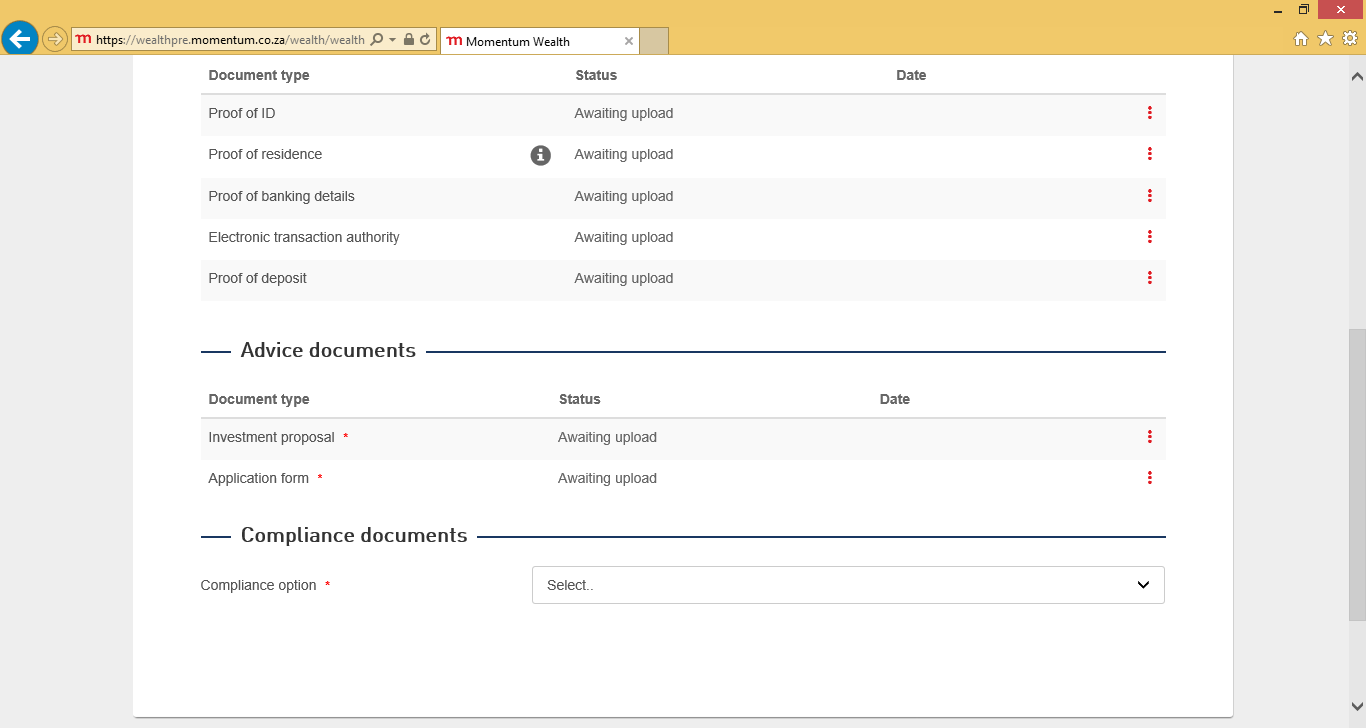 https://wealthpre.momentum.co.za/wealth/wealth
m Momentum Wealth
Document type Status Date
Proof of ID Awaiting upload
Proof of residence i Awaiting upload
Proof of banking details Awaiting upload
Electronic transaction authority Awaiting upload
Proof of deposit Awaiting upload
Advice documents
Document type Status Date
Investment proposal * Awaiting upload
Application form * Awaiting upload
Compliance documents
Compliance option * Select..